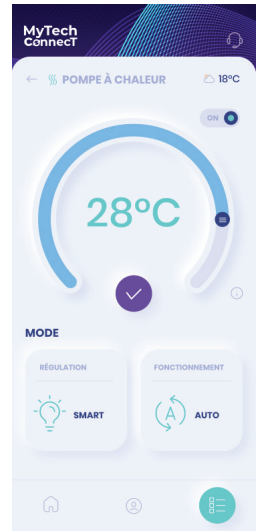 MyTech
ConnecT
POMPE À CHALEUR
18°C
ON
28°C
MODE
RÉGULATION
SMART
FONCTIONNEMENT
A
AUTO